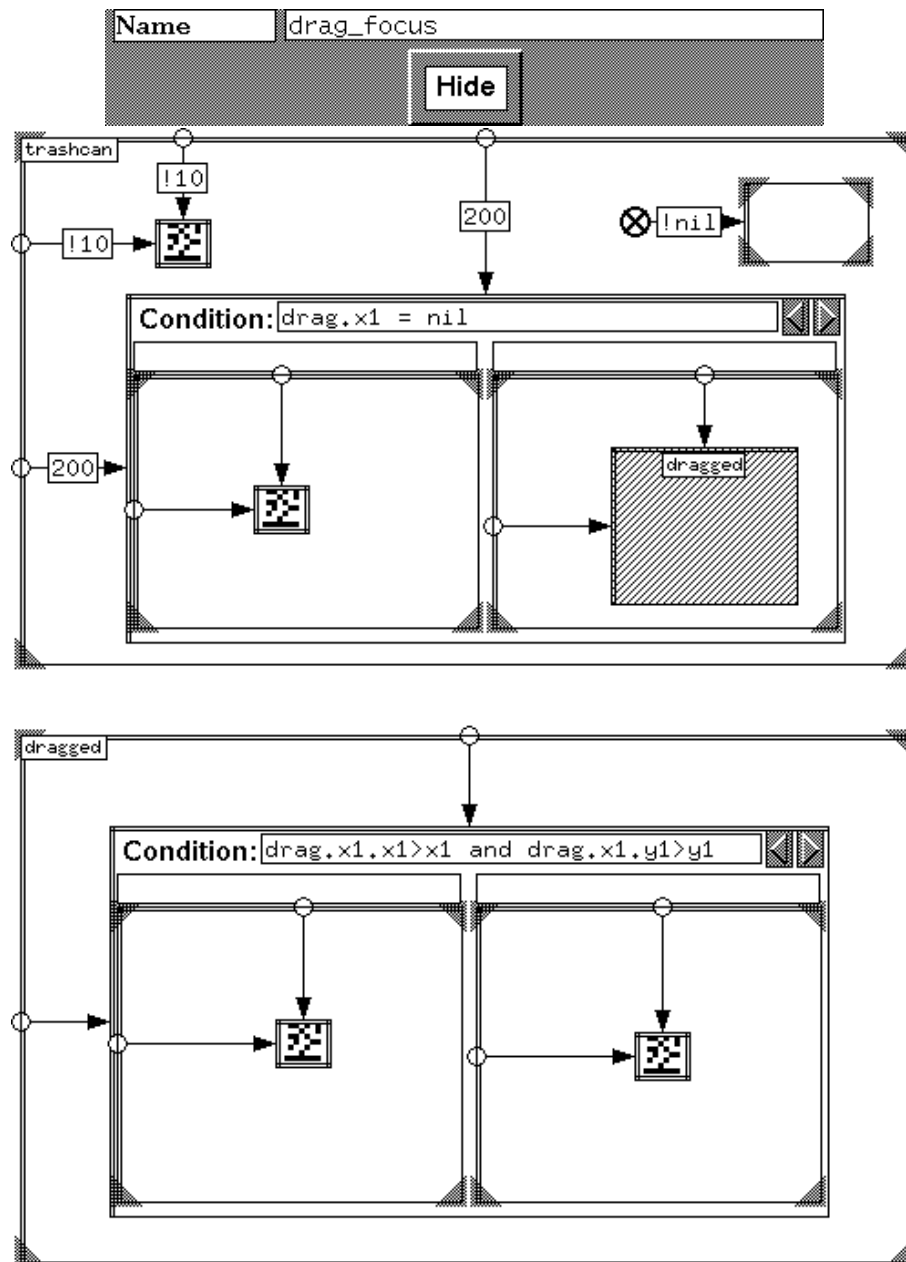 Name drag_focus
Hide
trashcan
!10
200
!nil
!10
Condition: drag.x1 = nil
200
dragged
dragged
Condition: drag.x1.x1>x1 and drag.x1.y1>y1